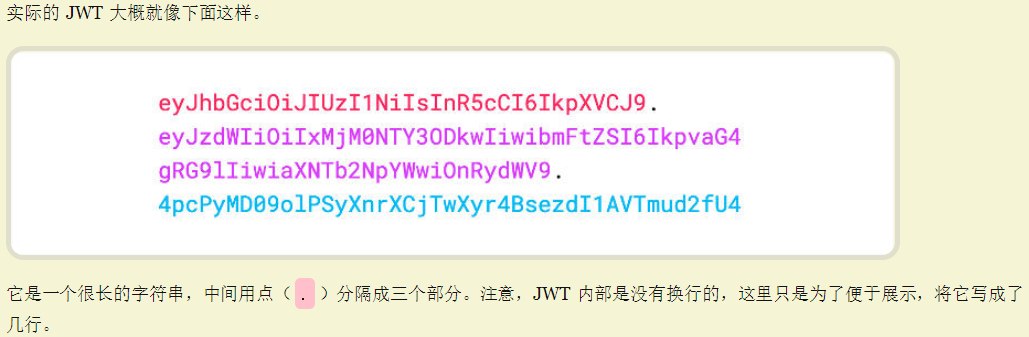 实际的 JWT 大概就像下面这样。
eyJhbGciOiJIUzI1NiIsInR5cCI6IkpXVCJ9.
eyJzdWIiOiIxMjM0NTY3ODkwIiwibmFtZSI6IkpvaG4
gRG9lIiwiaXNTb2NpYWwiOnRydWV9.
4pcPyMD09olPSyXnrXCjTwXyr4BsezdI1AVTmud2fU4
它是一个很长的字符串，中间用点（.）分隔成三个部分。注意，JWT 内部是没有换行的，这里只是为了便于展示，将它写成了
几行。